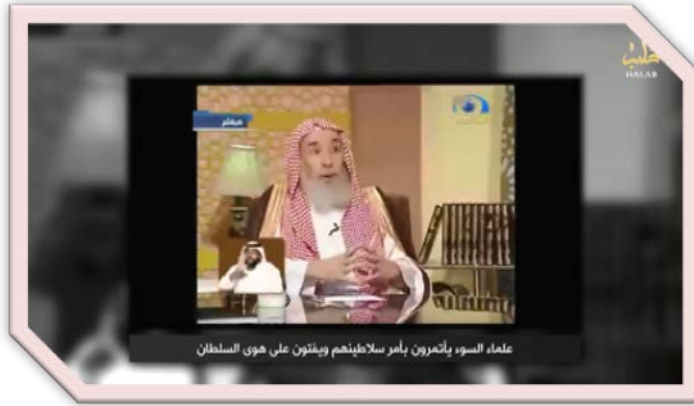 حلب
HALAB
مباشر
علماء السوء يأتمرون بأمر سلاطينهم ويفتون على هوى السلطان